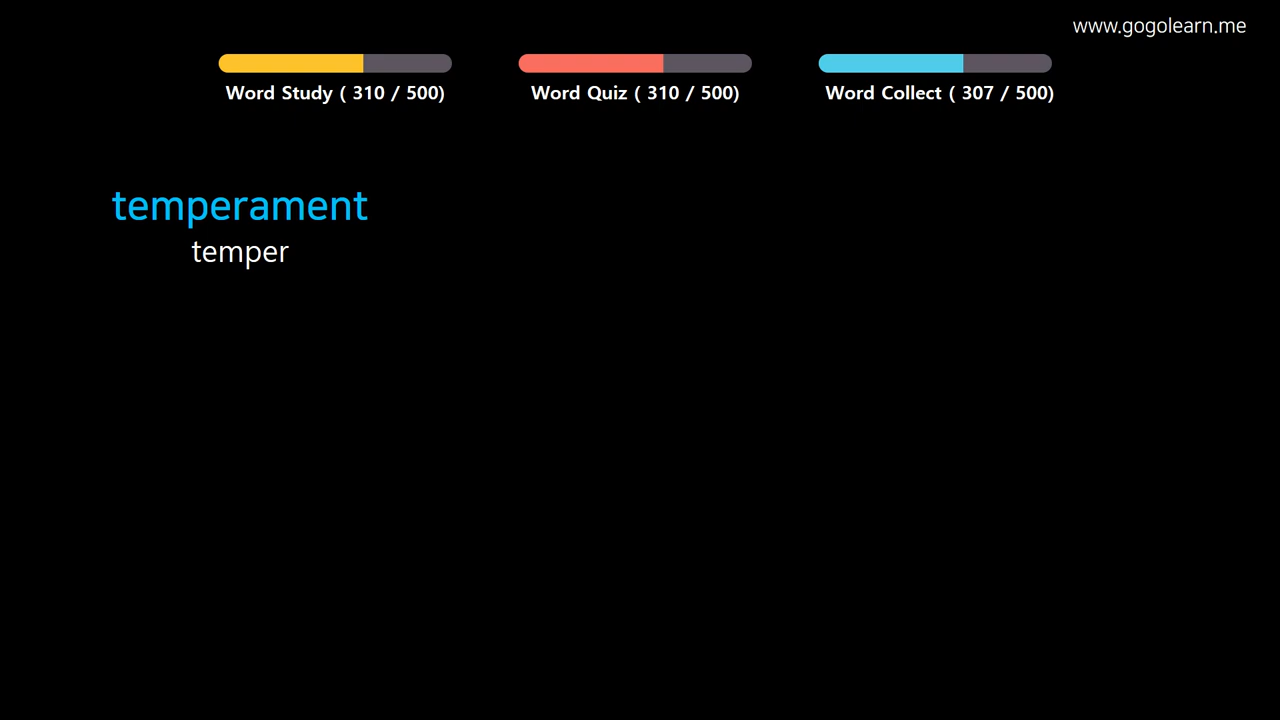 www.gogolearn.me
Word Study ( 310 / 500)
Word Quiz ( 310 / 500)
Word Collect ( 307 / 500)
temperament
temper